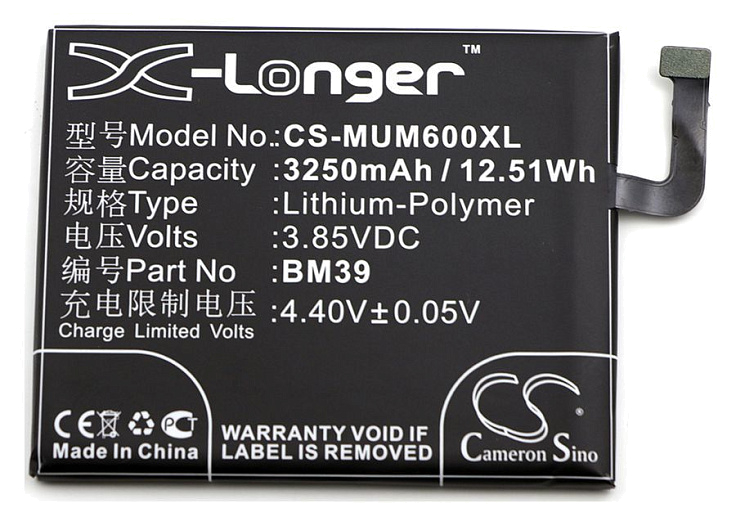 X-Longer™
型号Model No.:CS-MUM600XL
容量Capacity :3250mAh / 12.51Wh
规格Type :Lithium-Polymer
电压Volts :3.85VDC
编号Part No :BM39
充电限制电压 :4.40V±0.05V
Charge Limited Volts
CE PCT
Made In China
WARRANTY VOID IF
LABEL IS REMOVED
CS®
Cameron Sino